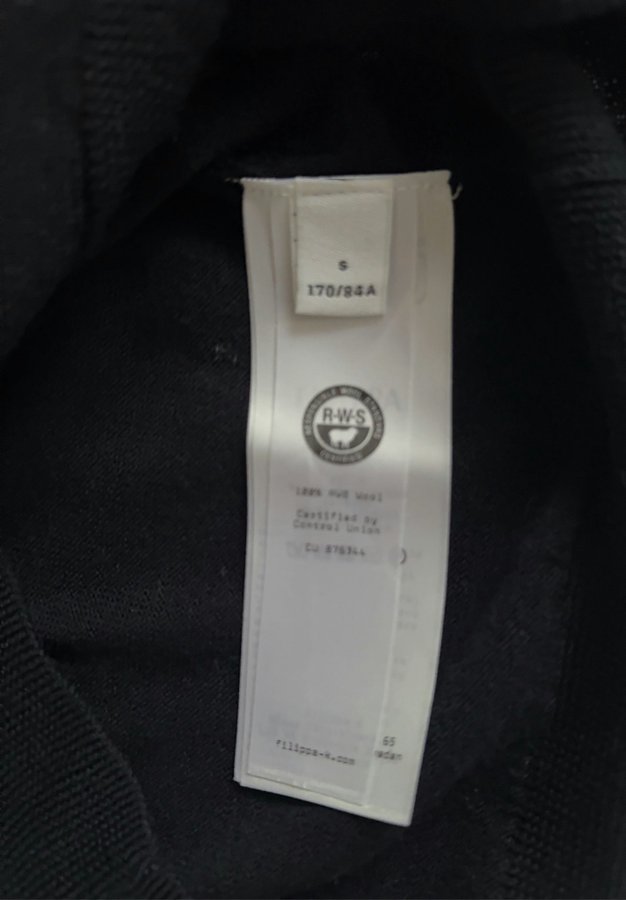 S
170/84A
RESPONSIBLE WOOL STANDARD
R-W-S
CERTIFIED
100% RWS Wool
Certified by
Control Union
CU 876344
filippa-k.com
65